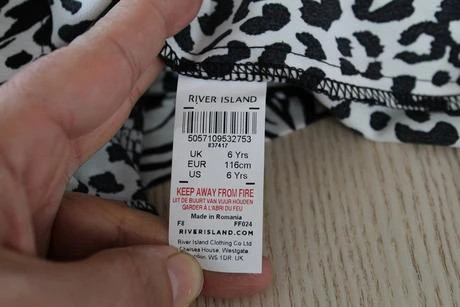 RIVER ISLAND
5057109532753
837417
UK 6 Yrs
EUR 116cm
US 6 Yrs
KEEP AWAY FROM FIRE
UIT DE BUURT VAN VUUR HOUDEN
GARDER À L'ABRI DU FEU
Made in Romania
F8 FF024
RIVERISLAND.COM
River Island Clothing Co Ltd
Chelsea House, Westgate
London, W5 1DR UK